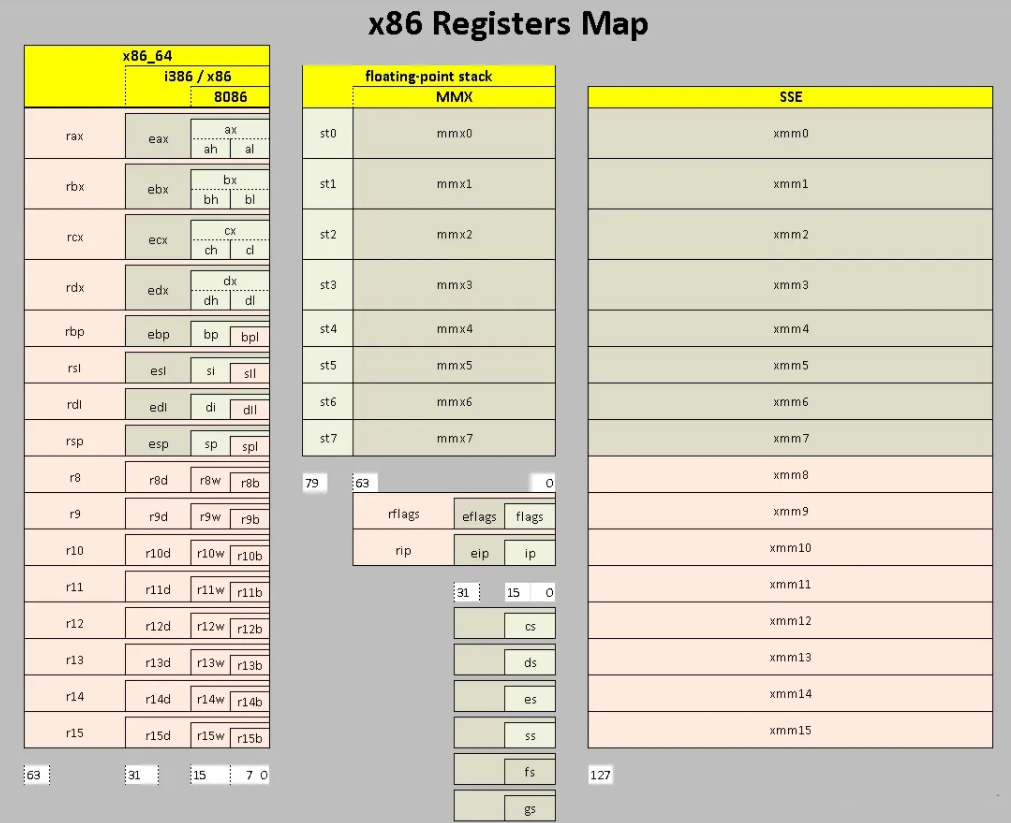 x86 Registers Map
x86_64
i386 / x86
8086
rax eax ax
ah al
rbx ebx bx
bh bl
rcx ecx cx
ch cl
rdx edx dx
dh dl
rbp ebp bp bpl
rsl esl si sll
rdl edl di dll
rsp esp sp spl
r8 r8d r8w r8b
r9 r9d r9w r9b
r10 r10d r10w r10b
r11 r11d r11w r11b
r12 r12d r12w r12b
r13 r13d r13w r13b
r14 r14d r14w r14b
r15 r15d r15w r15b
63 31 15 7 0
floating-point stack
MMX
st0 mmx0
st1 mmx1
st2 mmx2
st3 mmx3
st4 mmx4
st5 mmx5
st6 mmx6
st7 mmx7
79 63 0
rflags eflags flags
rip eip ip
31 15 0
cs
ds
es
ss
fs
gs
SSE
xmm0
xmm1
xmm2
xmm3
xmm4
xmm5
xmm6
xmm7
xmm8
xmm9
xmm10
xmm11
xmm12
xmm13
xmm14
xmm15
127